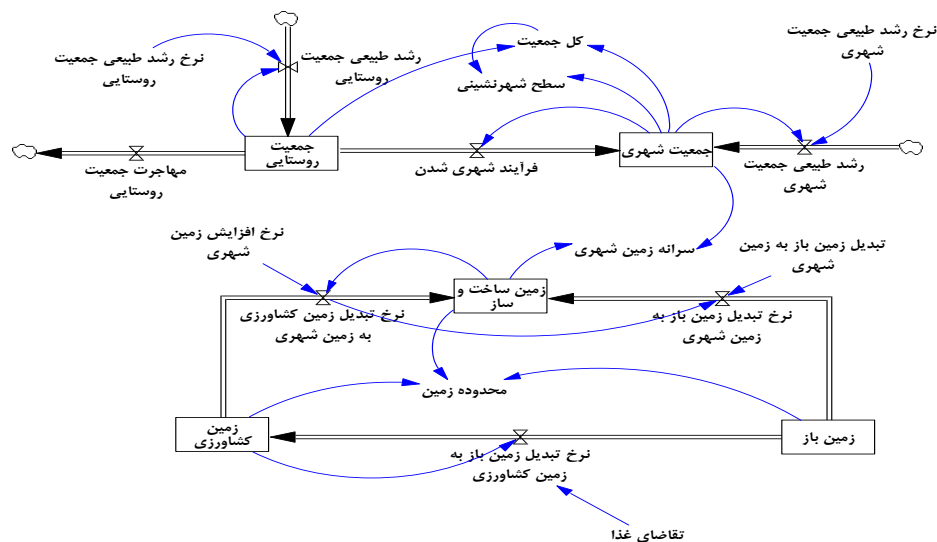 نرخ رشد طبیعی جمعیت
شهری
کل جمعیت
رشد طبیعی جمعیت
روستایی
نرخ رشد طبیعی جمعیت
روستایی
سطح شهرنشینی
جمعیت شهری
جمعیت
روستایی
رشد طبیعی جمعیت
شهری
فرآیند شهری شدن
مهاجرت جمعیت
روستایی
تبدیل زمین باز به زمین
شهری
سرانه زمین شهری
نرخ افزایش زمین
شهری
زمین ساخت و
ساز
نرخ تبدیل زمین باز به
زمین شهری
نرخ تبدیل زمین کشاورزی
به زمین شهری
محدوده زمین
زمین باز
زمین
کشاورزی
نرخ تبدیل زمین باز به
زمین کشاورزی
تقاضای غذا